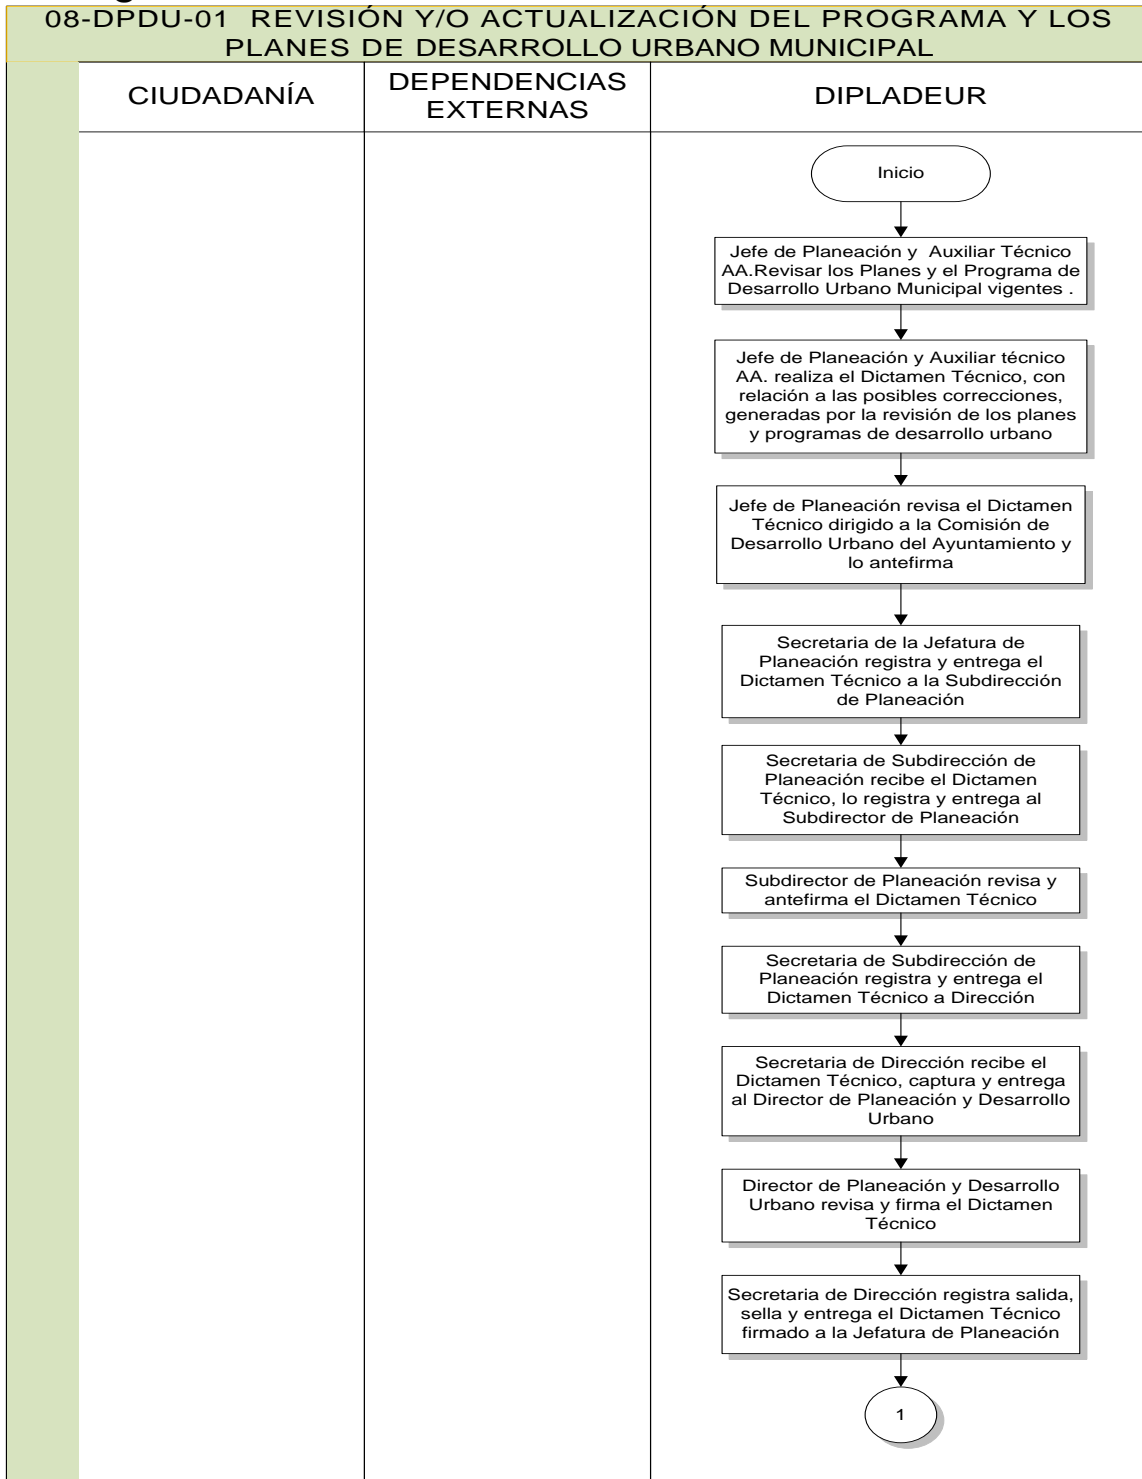 08-DPDU-01 REVISIÓN Y/O ACTUALIZACIÓN DEL PROGRAMA Y LOS
PLANES DE DESARROLLO URBANO MUNICIPAL
CIUDADANÍA
DEPENDENCIAS
EXTERNAS
DIPLADEUR
Inicio
Jefe de Planeación y Auxiliar Técnico
AA.Revisar los Planes y el Programa de
Desarrollo Urbano Municipal vigentes .
Jefe de Planeación y Auxiliar técnico
AA. realiza el Dictamen Técnico, con
relación a las posibles correcciones,
generadas por la revisión de los planes
y programas de desarrollo urbano
Jefe de Planeación revisa el Dictamen
Técnico dirigido a la Comisión de
Desarrollo Urbano del Ayuntamiento y
lo antefirma
Secretaria de la Jefatura de
Planeación registra y entrega el
Dictamen Técnico a la Subdirección
de Planeación
Secretaria de Subdirección de
Planeación recibe el Dictamen
Técnico, lo registra y entrega al
Subdirector de Planeación
Subdirector de Planeación revisa y
antefirma el Dictamen Técnico
Secretaria de Subdirección de
Planeación registra y entrega el
Dictamen Técnico a Dirección
Secretaria de Dirección recibe el
Dictamen Técnico, captura y entrega
al Director de Planeación y Desarrollo
Urbano
Director de Planeación y Desarrollo
Urbano revisa y firma el Dictamen
Técnico
Secretaria de Dirección registra salida,
sella y entrega el Dictamen Técnico
firmado a la Jefatura de Planeación
1